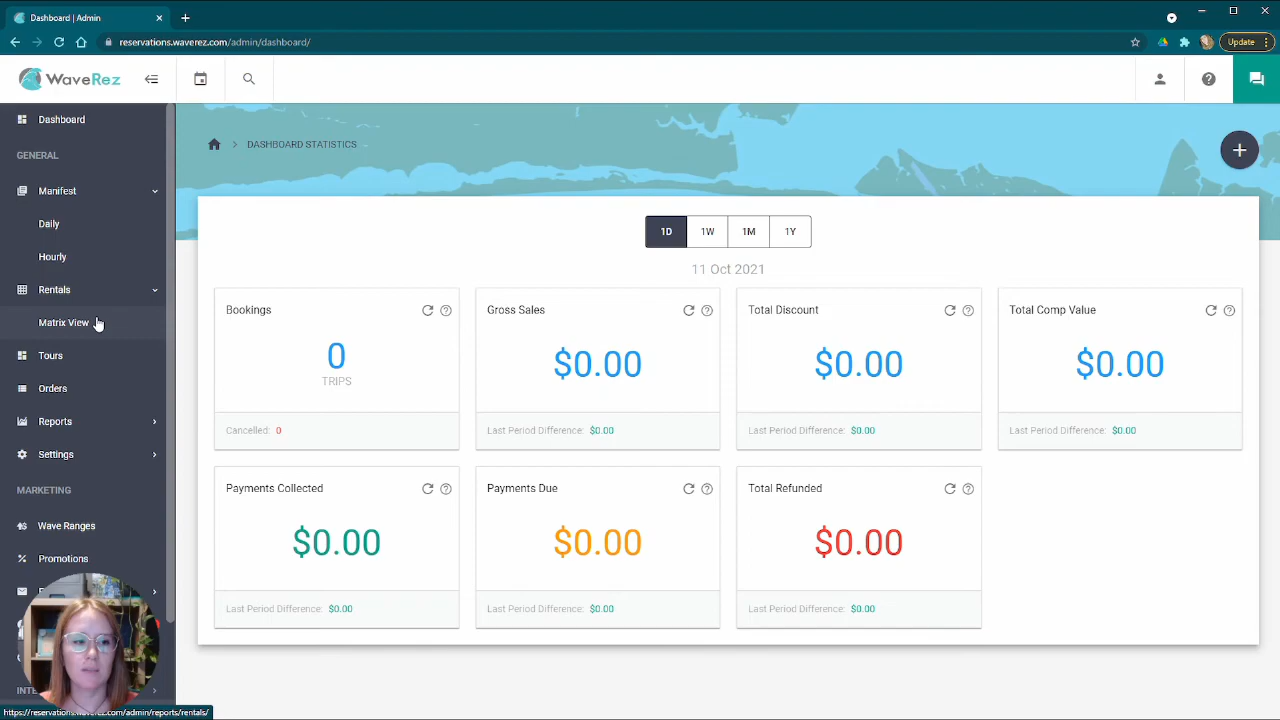 Dashboard | Admin
reservations.waverez.com/admin/dashboard/
Update
WaveRez
Dashboard
GENERAL
Manifest
Daily
Hourly
Rentals
Matrix View
Tours
Orders
Reports
Settings
MARKETING
Wave Ranges
Promotions
https://reservations.waverez.com/admin/reports/rentals/
DASHBOARD STATISTICS
1D 1W 1M 1Y
11 Oct 2021
Bookings
0
TRIPS
Cancelled: 0
Gross Sales
$0.00
Last Period Difference: $0.00
Total Discount
$0.00
Last Period Difference: $0.00
Total Comp Value
$0.00
Last Period Difference: $0.00
Payments Collected
$0.00
Last Period Difference: $0.00
Payments Due
$0.00
Last Period Difference: $0.00
Total Refunded
$0.00
Last Period Difference: $0.00